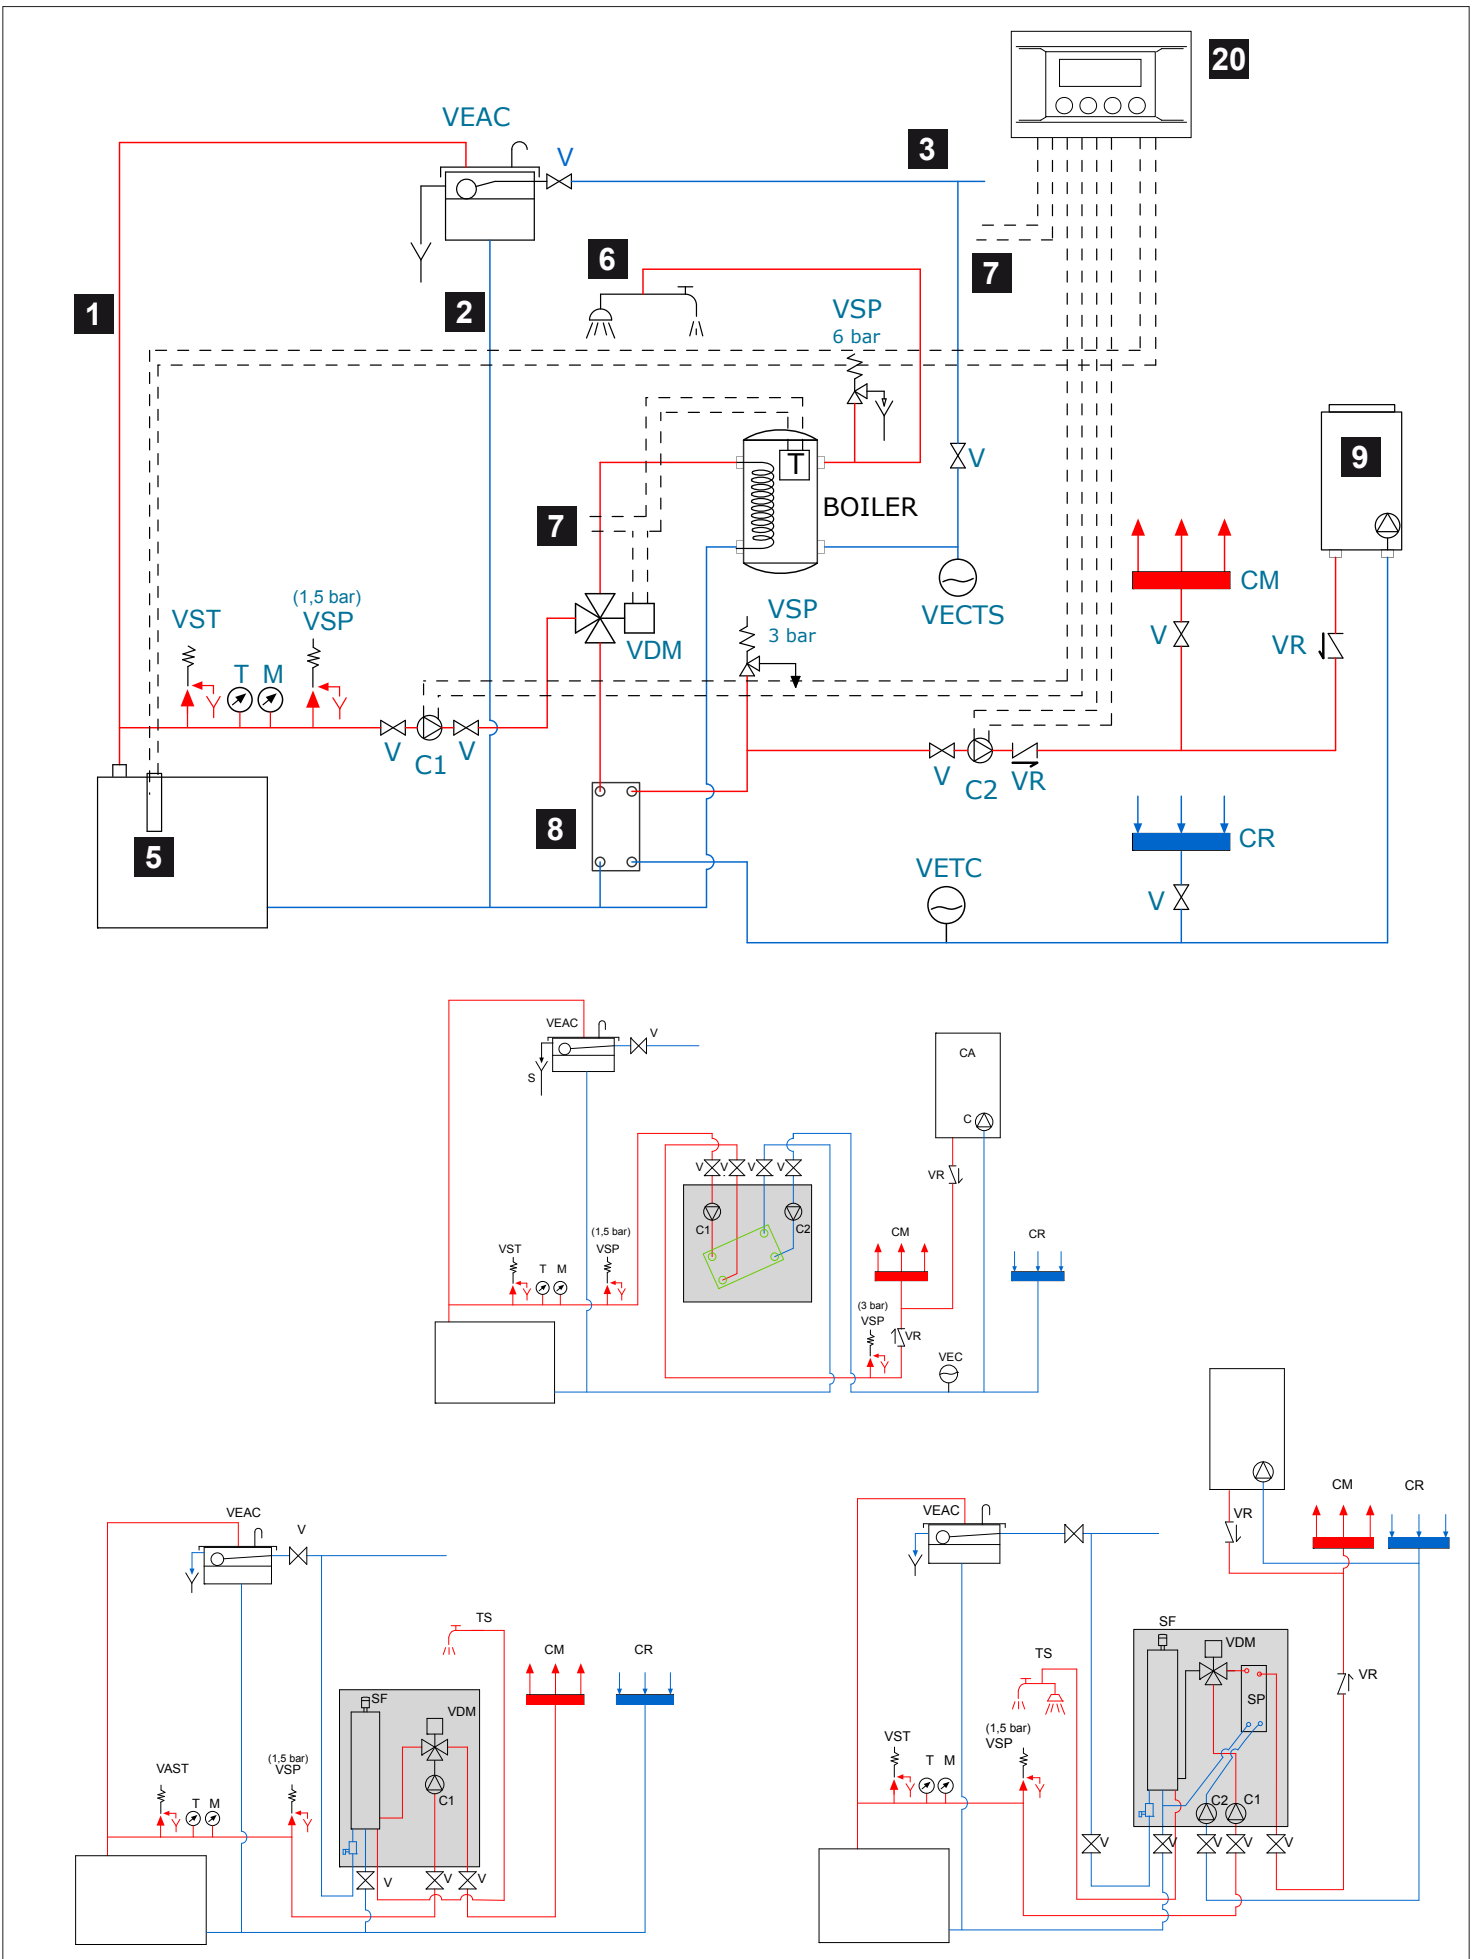 20
VEAC
V
3
7
6
1
2
VSP
6 bar
9
T
V
BOILER
7
CM
(1,5 bar)
VSP
VST
VSP
3 bar
VECTS
V
VR
T M
VDM
V
C1
V
V
C2
VR
8
CR
5
VETC
V
VEAC
V
S
CA
C
V
V
V
V
VR
C1
C2
(1,5 bar)
VSP
VST
T M
CM
CR
(3 bar)
VSP
VR
VEC
VEAC
V
TS
CM
CR
SF
VDM
(1,5 bar)
VSP
VAST
T M
C1
V
V
V
VEAC
CM
CR
VR
SF
VDM
TS
VR
SP
(1,5 bar)
VSP
VST
T M
C2
C1
V
V
V
V
V